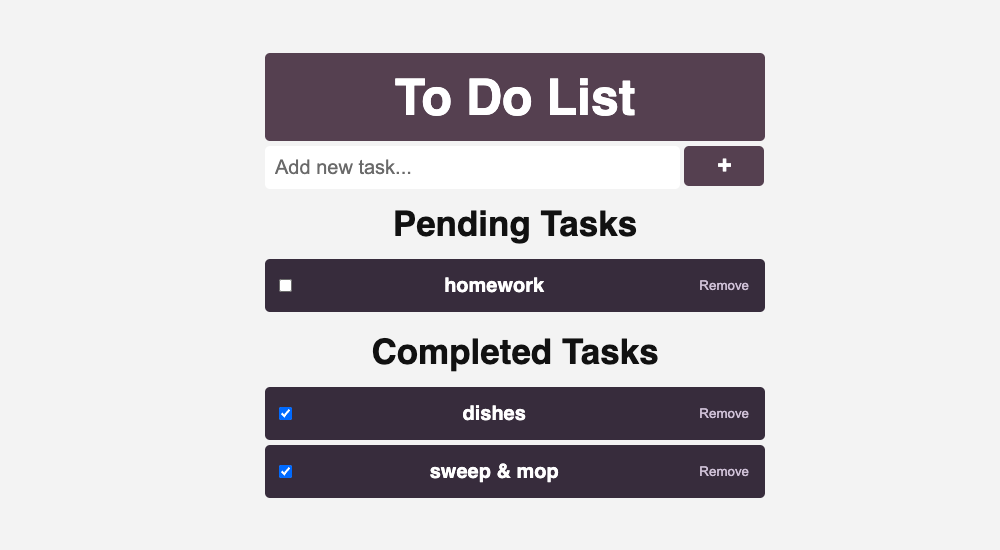 To Do List
Add new task...
+
Pending Tasks
homework Remove
Completed Tasks
dishes Remove
sweep & mop Remove